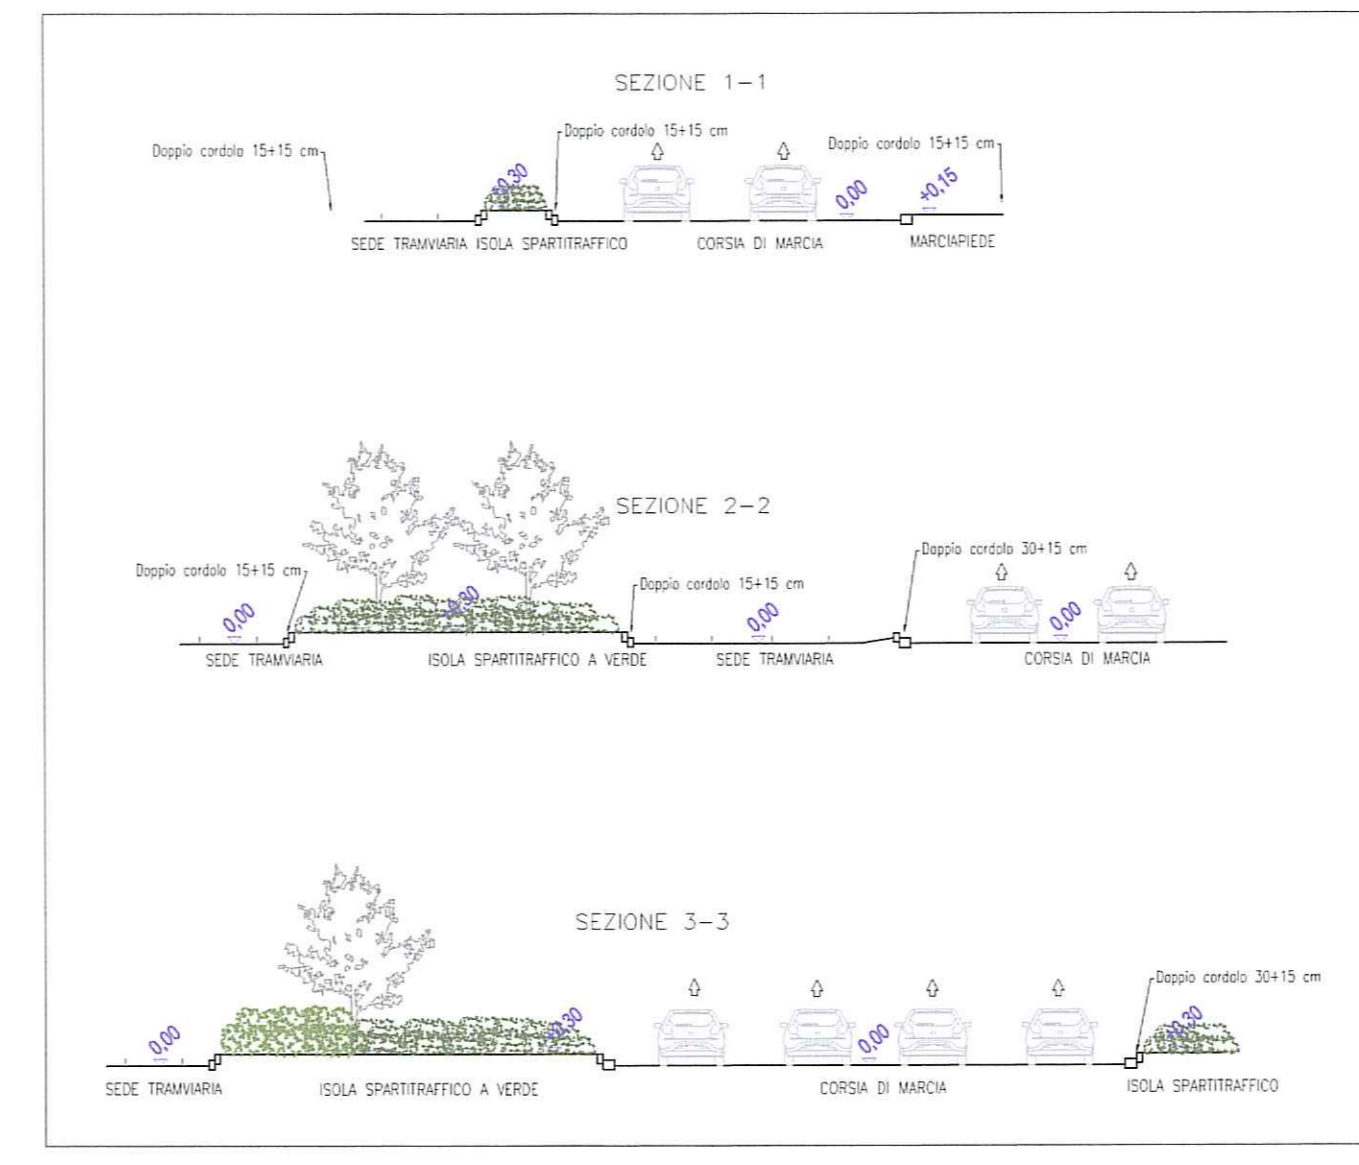 SEZIONE 1-1
Doppio cordolo 15+15 cm
Doppio cordolo 15+15 cm
Doppio cordolo 15+15 cm
+0,30
0,00
+0,15
SEDE TRAMVIARIA
ISOLA SPARTITRAFFICO
CORSIA DI MARCIA
MARCIAPIEDE
SEZIONE 2-2
Doppio cordolo 15+15 cm
Doppio cordolo 15+15 cm
Doppio cordolo 30+15 cm
0,00
+0,30
0,00
0,00
SEDE TRAMVIARIA
ISOLA SPARTITRAFFICO A VERDE
SEDE TRAMVIARIA
CORSIA DI MARCIA
SEZIONE 3-3
Doppio cordolo 30+15 cm
0,00
+0,30
0,00
+0,30
SEDE TRAMVIARIA
ISOLA SPARTITRAFFICO A VERDE
CORSIA DI MARCIA
ISOLA SPARTITRAFFICO